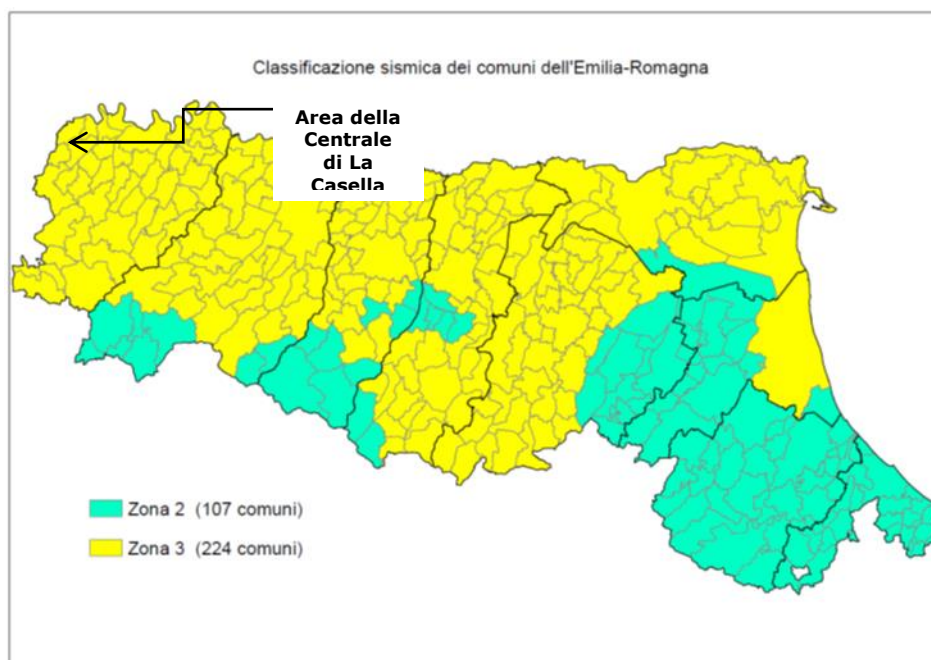 Classificazione sismica dei comuni dell'Emilia-Romagna
Area della
Centrale
di La
Casella
Zona 2 (107 comuni)
Zona 3 (224 comuni)